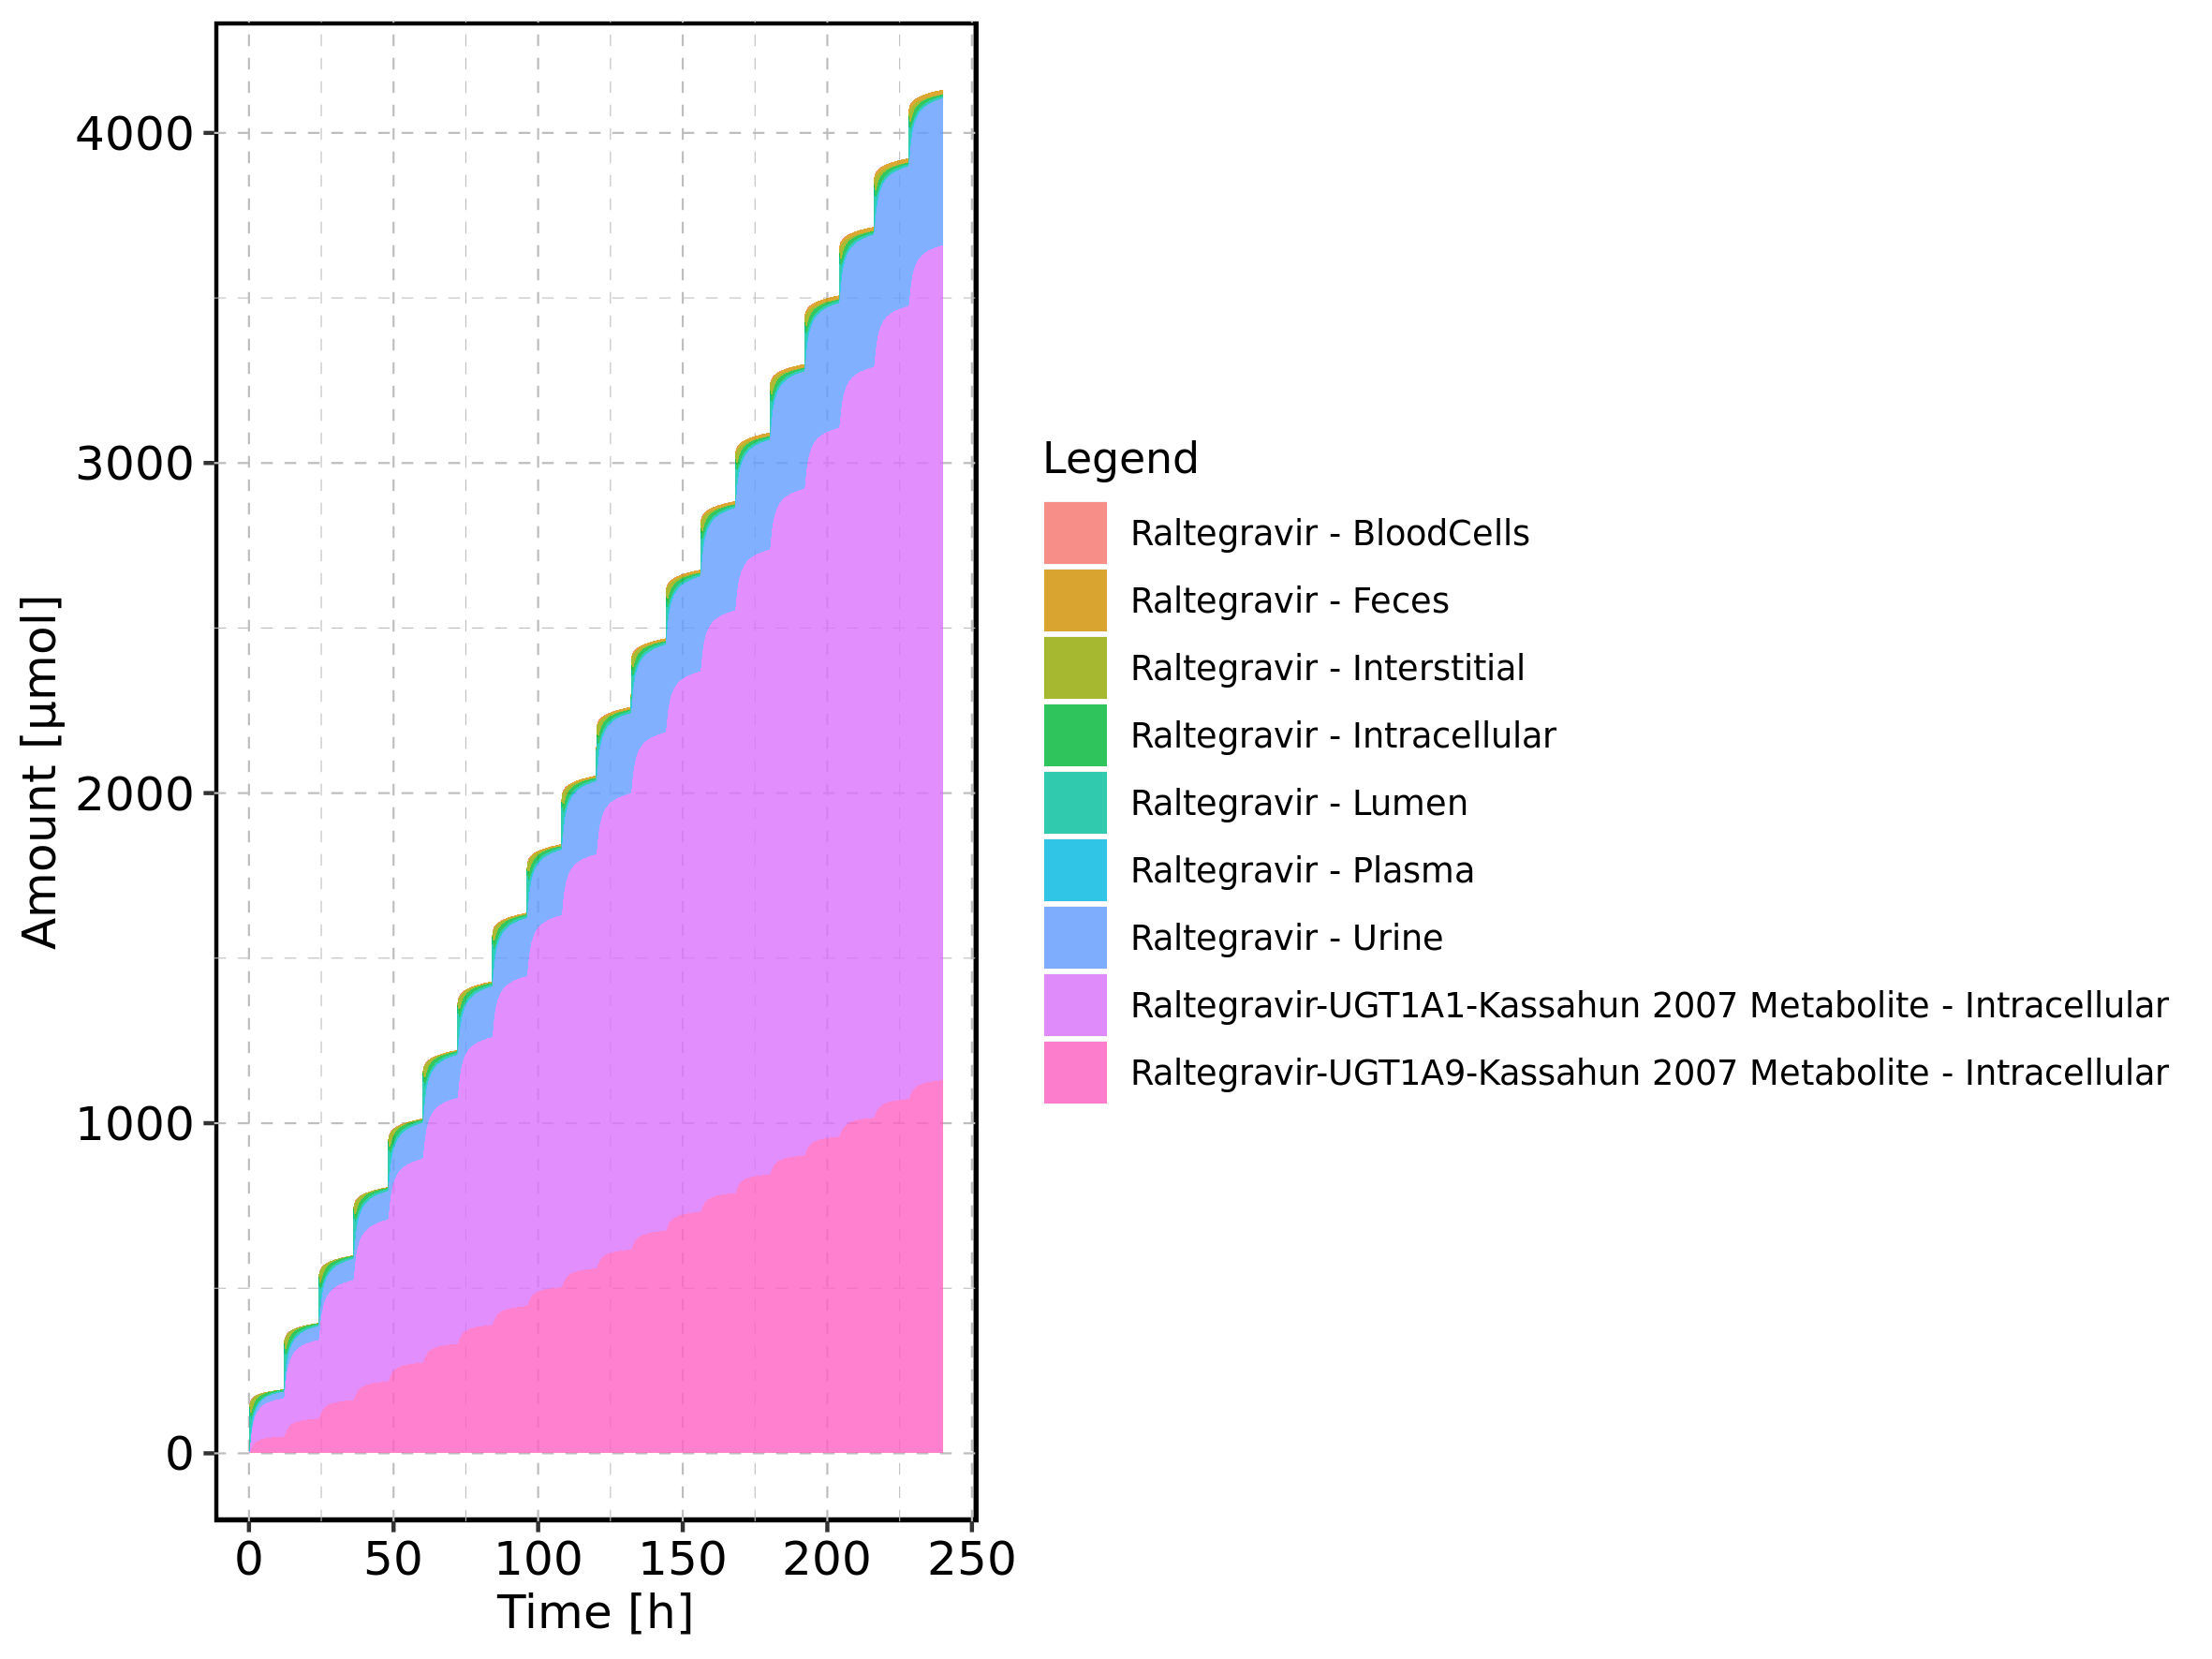 Amount [µmol]
4000
3000
2000
1000
0
0 50 100 150 200 250
Time [h]
Legend
Raltegravir - BloodCells
Raltegravir - Feces
Raltegravir - Interstitial
Raltegravir - Intracellular
Raltegravir - Lumen
Raltegravir - Plasma
Raltegravir - Urine
Raltegravir-UGT1A1-Kassahun 2007 Metabolite - Intracellular
Raltegravir-UGT1A9-Kassahun 2007 Metabolite - Intracellular